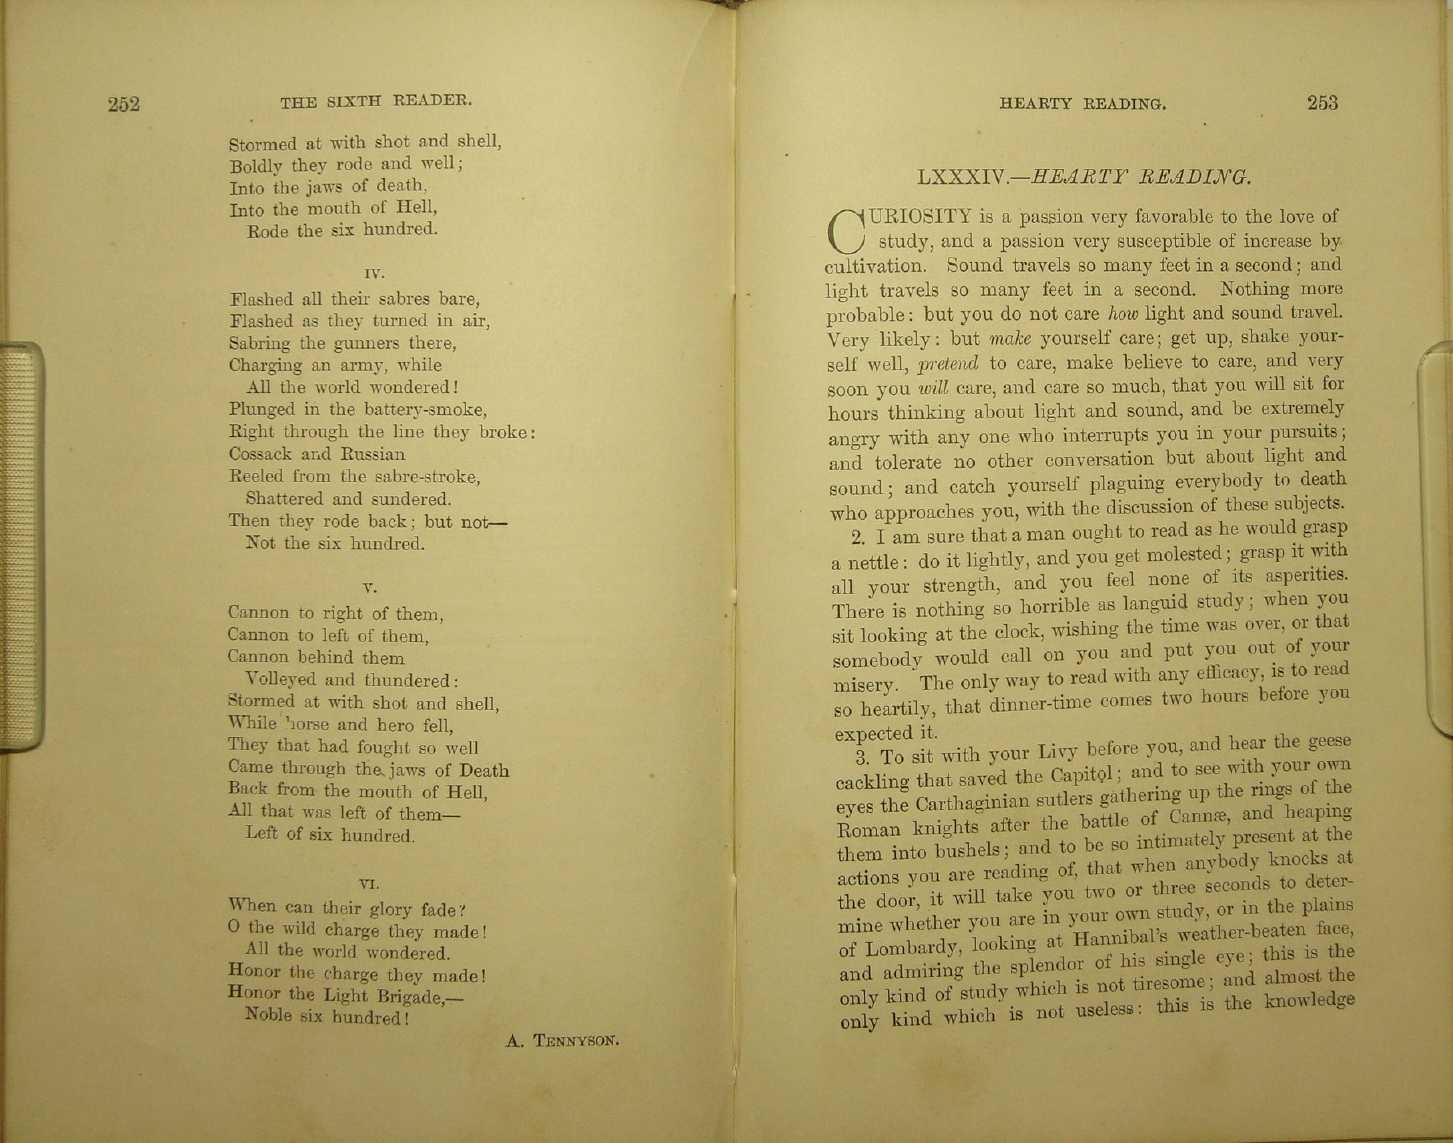 252
THE SIXTH READER.
Stormed at with shot and shell,
Boldly they rode and well;
Into the jaws of death,
Into the mouth of Hell,
Rode the six hundred.
IV.
Flashed all their sabres bare,
Flashed as they turned in air,
Sabring the gunners there,
Charging an army, while
All the world wondered!
Plunged in the battery-smoke,
Right through the line they broke:
Cossack and Russian
Reeled from the sabre-stroke,
Shattered and sundered.
Then they rode back; but not—
Not the six hundred.
V.
Cannon to right of them,
Cannon to left of them,
Cannon behind them
Volleyed and thundered:
Stormed at with shot and shell,
While horse and hero fell,
They that had fought so well
Came through the jaws of Death
Back from the mouth of Hell,
All that was left of them—
Left of six hundred.
VI.
When can their glory fade?
O the wild charge they made!
All the world wondered.
Honor the charge they made!
Honor the Light Brigade,—
Noble six hundred!
A. TENNYSON.
HEARTY READING.
253
LXXXIV.—HEARTY READING.
CURIOSITY is a passion very favorable to the love of
study, and a passion very susceptible of increase by
cultivation. Sound travels so many feet in a second; and
light travels so many feet in a second. Nothing more
probable: but you do not care how light and sound travel.
Very likely: but make yourself care; get up, shake your-
self well, pretend to care, make believe to care, and very
soon you will care, and care so much, that you will sit for
hours thinking about light and sound, and be extremely
angry with any one who interrupts you in your pursuits;
and tolerate no other conversation but about light and
sound; and catch yourself plaguing everybody to death
who approaches you, with the discussion of these subjects.
2. I am sure that a man ought to read as he would grasp
a nettle: do it lightly, and you get molested; grasp it with
all your strength, and you feel none of its asperities.
There is nothing so horrible as languid study; when you
sit looking at the clock, wishing the time was over, or that
somebody would call on you and put you out of your
misery. The only way to read with any efficacy, is to read
so heartily, that dinner-time comes two hours before you
expected it.
3. To sit with your Livy before you, and hear the geese
cackling that saved the Capitol; and to see with your own
eyes the Carthaginian sutlers gathering up the rings of the
Roman knights after the battle of Cannæ, and heaping
them into bushels; and to be so intimately present at the
actions you are reading of, that when anybody knocks at
the door, it will take you two or three seconds to deter-
mine whether you are in your own study, or in the plains
of Lombardy, looking at Hannibal's weather-beaten face,
and admiring the splendor of his single eye; this is the
only kind of study which is not tiresome; and almost the
only kind which is not useless: this is the knowledge